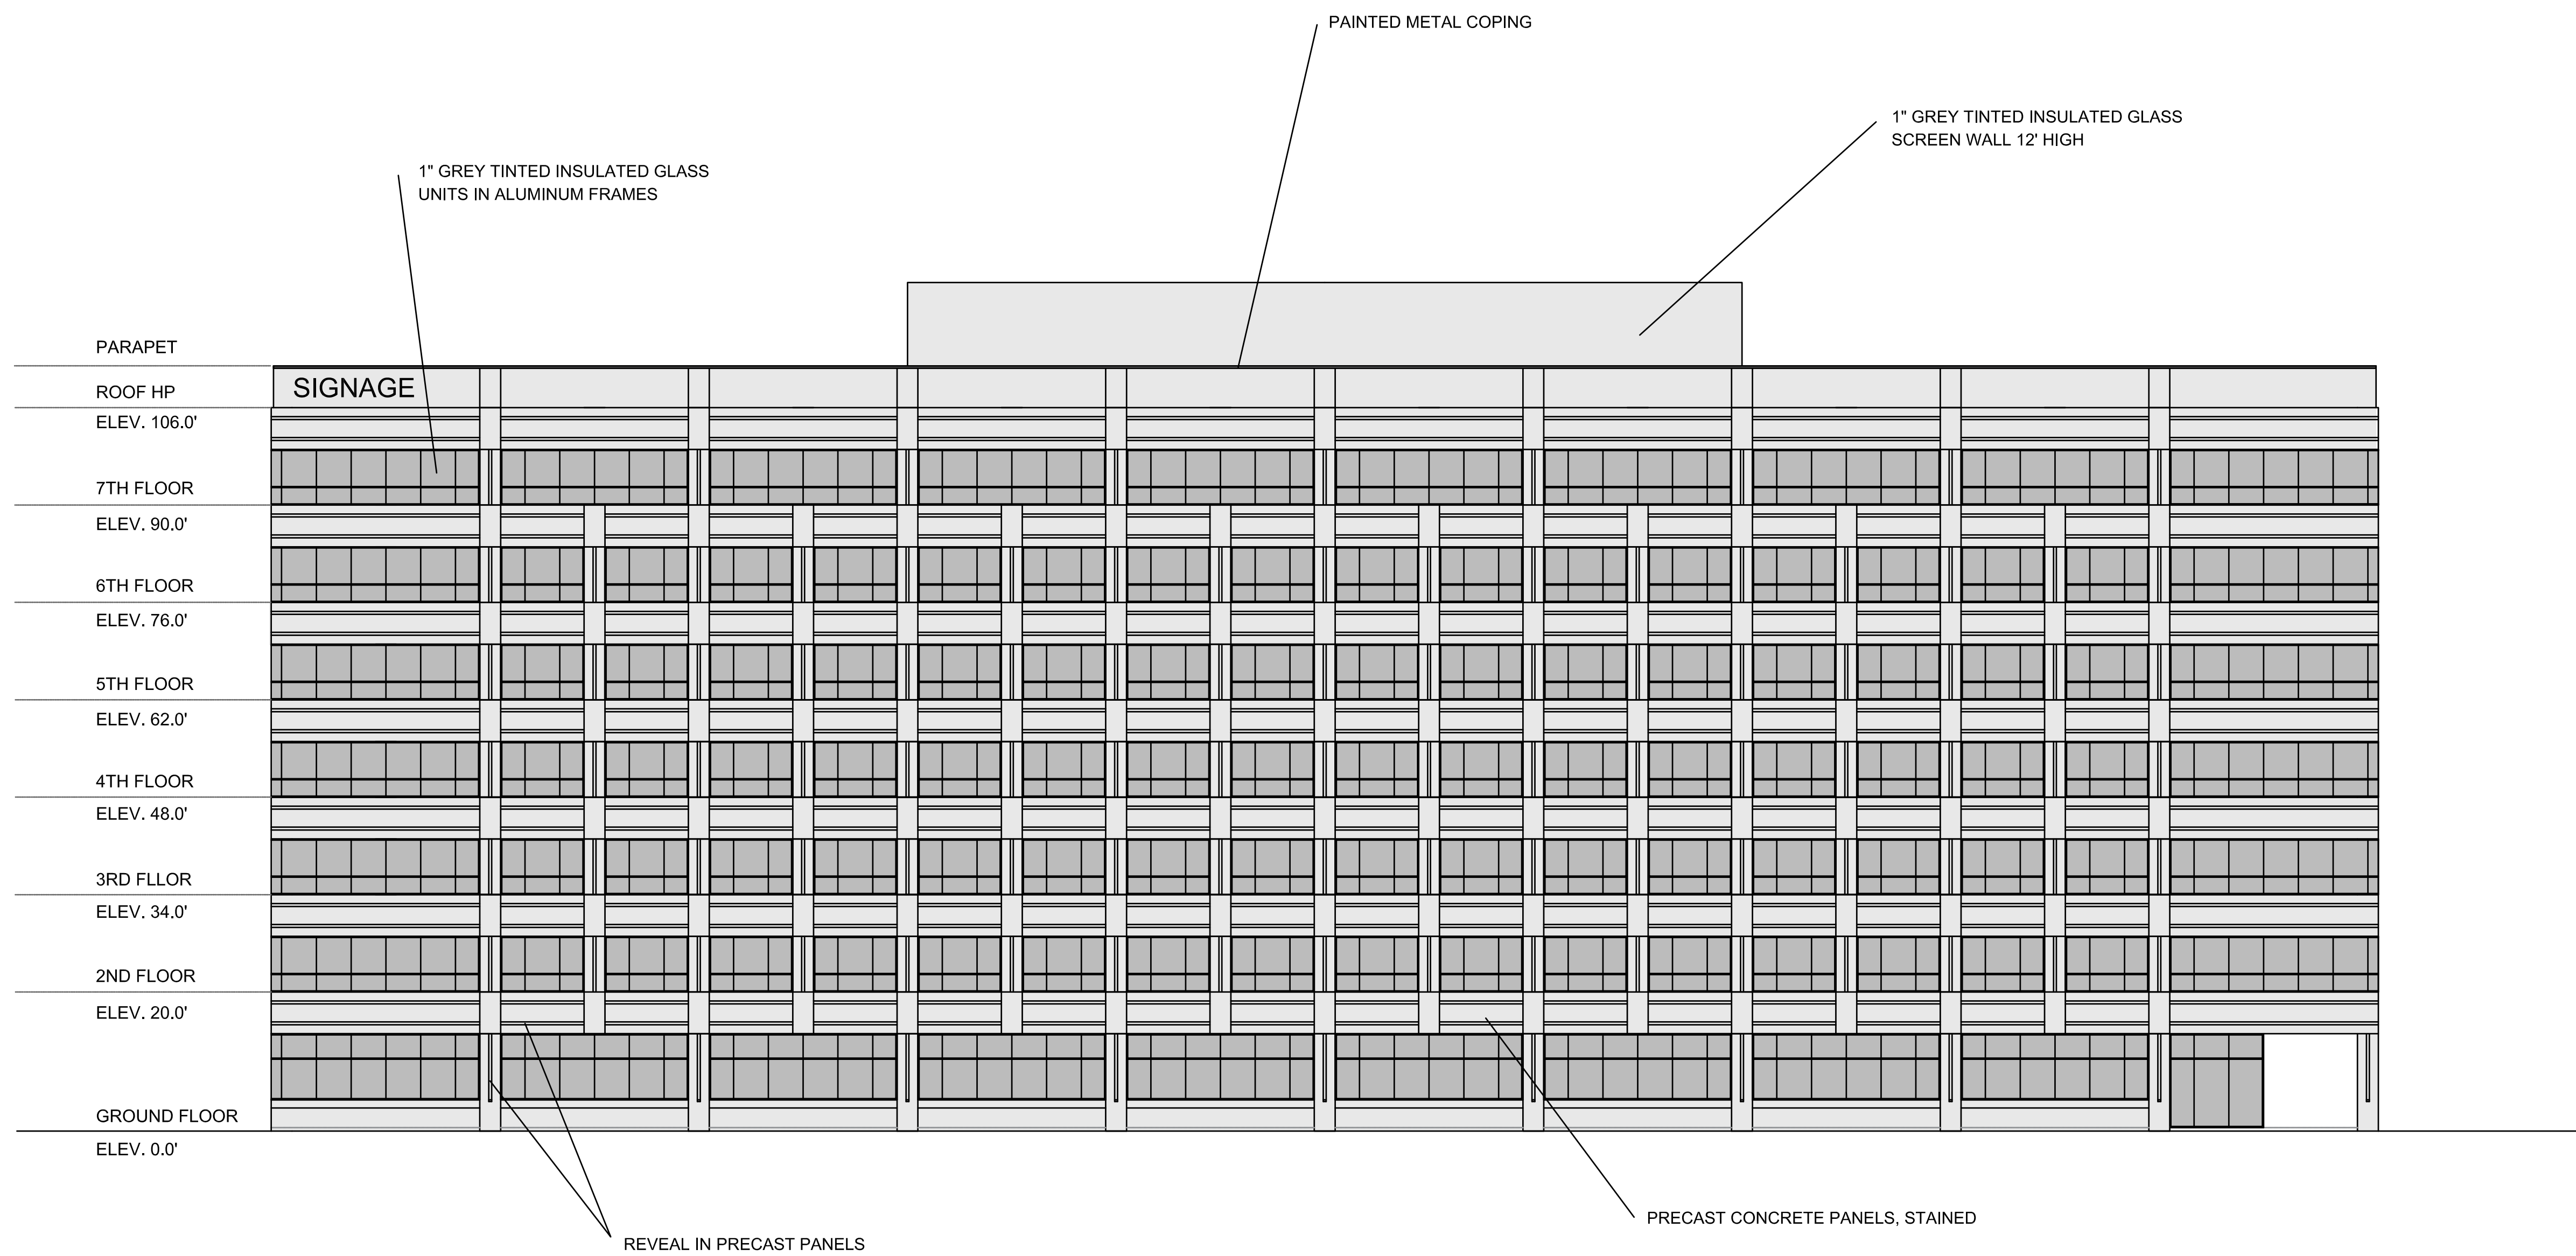 PAINTED METAL COPING
1" GREY TINTED INSULATED GLASS
SCREEN WALL 12' HIGH
1" GREY TINTED INSULATED GLASS
UNITS IN ALUMINUM FRAMES
PARAPET
ROOF HP
SIGNAGE
ELEV. 106.0'
7TH FLOOR
ELEV. 90.0'
6TH FLOOR
ELEV. 76.0'
5TH FLOOR
ELEV. 62.0'
4TH FLOOR
ELEV. 48.0'
3RD FLLOR
ELEV. 34.0'
2ND FLOOR
ELEV. 20.0'
GROUND FLOOR
ELEV. 0.0'
PRECAST CONCRETE PANELS, STAINED
REVEAL IN PRECAST PANELS